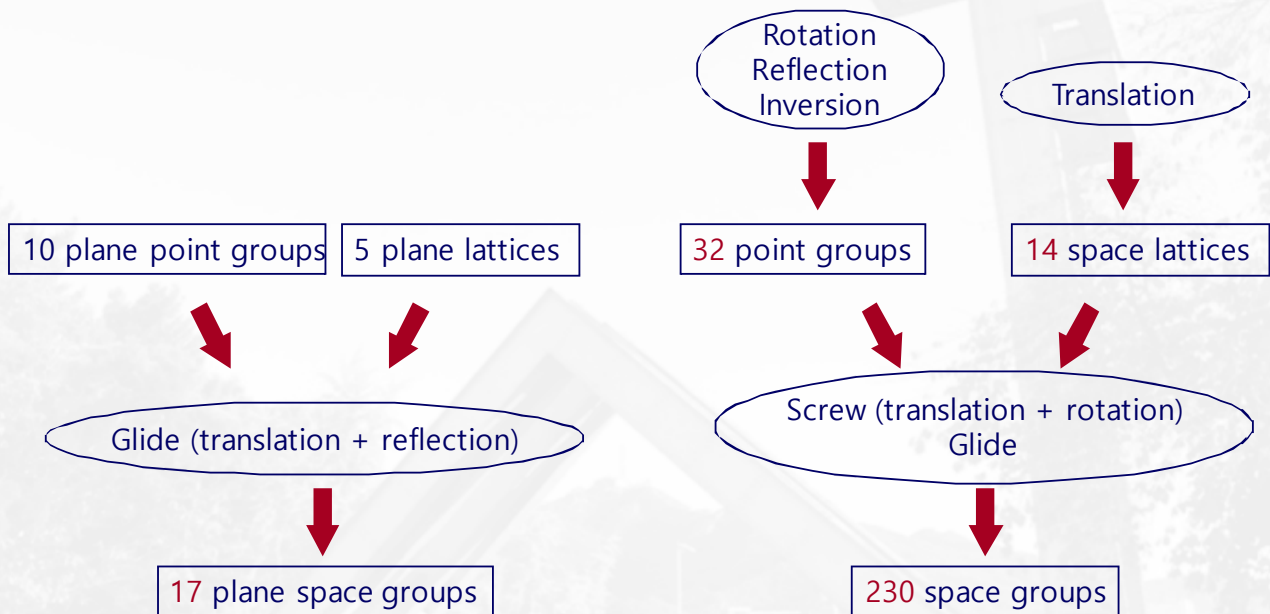 Rotation
Reflection
Inversion
Translation
10 plane point groups
5 plane lattices
32 point groups
14 space lattices
Glide (translation + reflection)
Screw (translation + rotation)
Glide
17 plane space groups
230 space groups